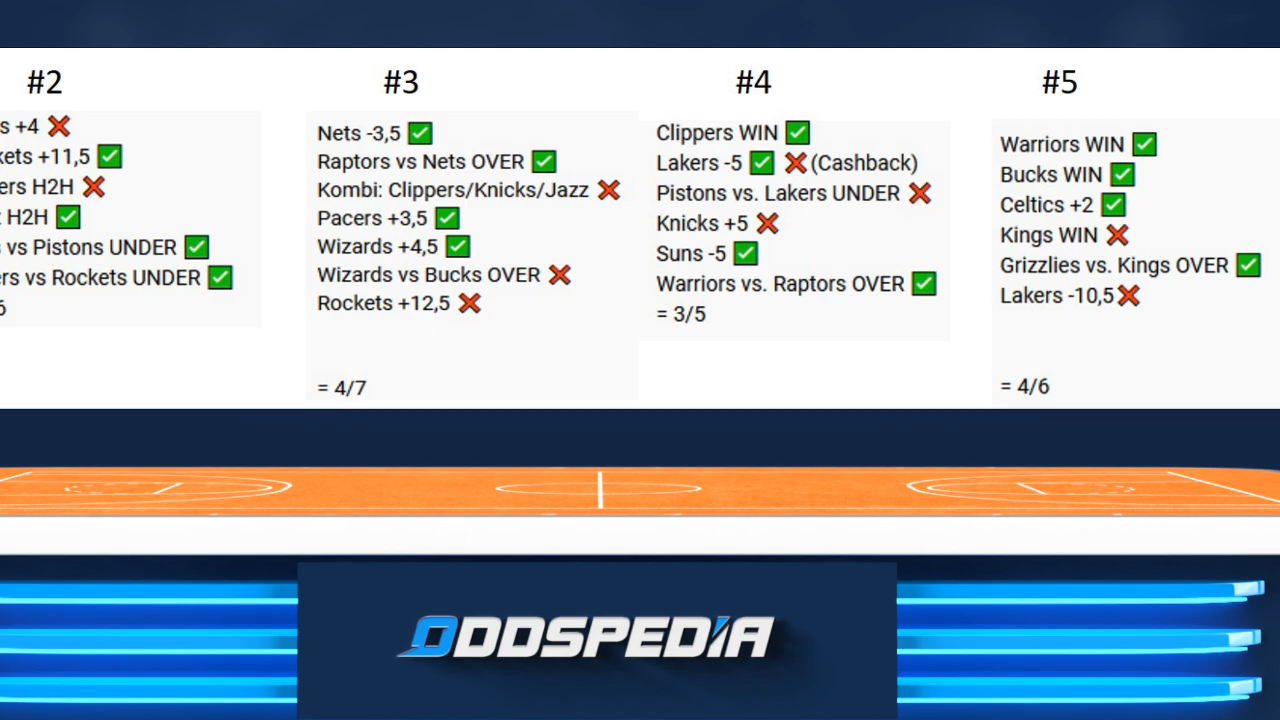 #2
s +4 ❌
kets +11,5 ✅
ers H2H ❌
H2H ✅
vs Pistons UNDER ✅
rs vs Rockets UNDER ✅
#3
Nets -3,5 ✅
Raptors vs Nets OVER ✅
Kombi: Clippers/Knicks/Jazz ❌
Pacers +3,5 ✅
Wizards +4,5 ✅
Wizards vs Bucks OVER ❌
Rockets +12,5 ❌
= 4/7
#4
Clippers WIN ✅
Lakers -5 ✅ ❌ (Cashback)
Pistons vs. Lakers UNDER ❌
Knicks +5 ❌
Suns -5 ✅
Warriors vs. Raptors OVER ✅
= 3/5
#5
Warriors WIN ✅
Bucks WIN ✅
Celtics +2 ✅
Kings WIN ❌
Grizzlies vs. Kings OVER ✅
Lakers -10,5 ❌
= 4/6
ODDSPEDIA